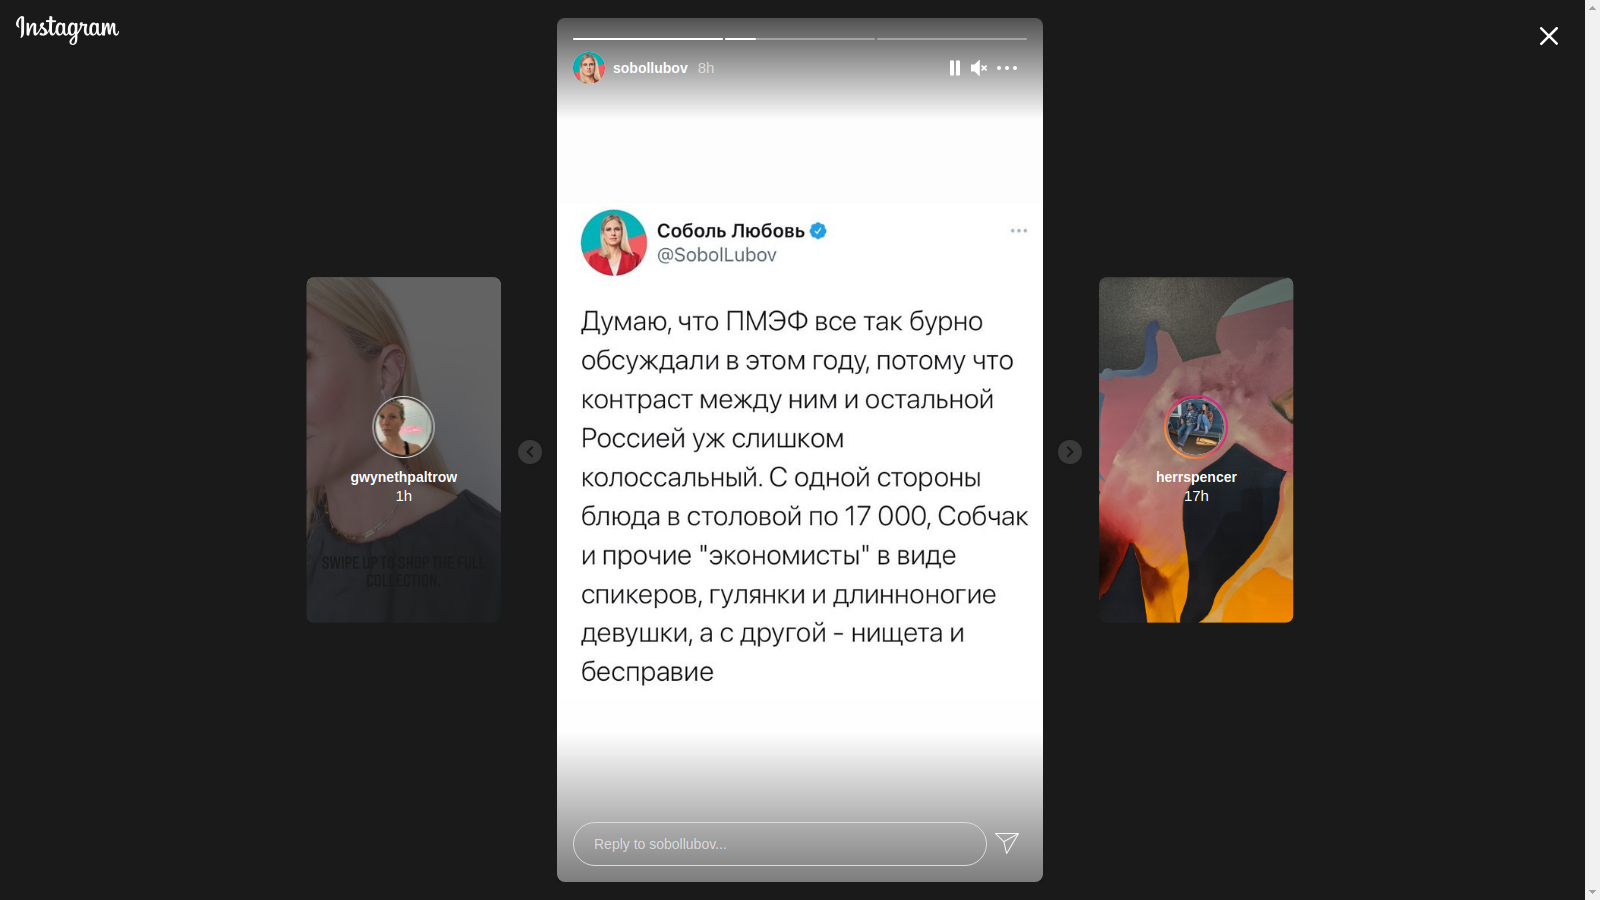 Instagram
sobollubov 8h
Соболь Любовь
@SobolLubov
Думаю, что ПМЭФ все так бурно
обсуждали в этом году, потому что
контраст между ним и остальной
Россией уж слишком
колоссальный. С одной стороны
блюда в столовой по 17 000, Собчак
и прочие "экономисты" в виде
спикеров, гулянки и длинноногие
девушки, а с другой - нищета и
бесправие
gwynethpaltrow
1h
SWIPE UP TO SHOP THE FULL
COLLECTION.
herrspencer
17h
Reply to sobollubov...